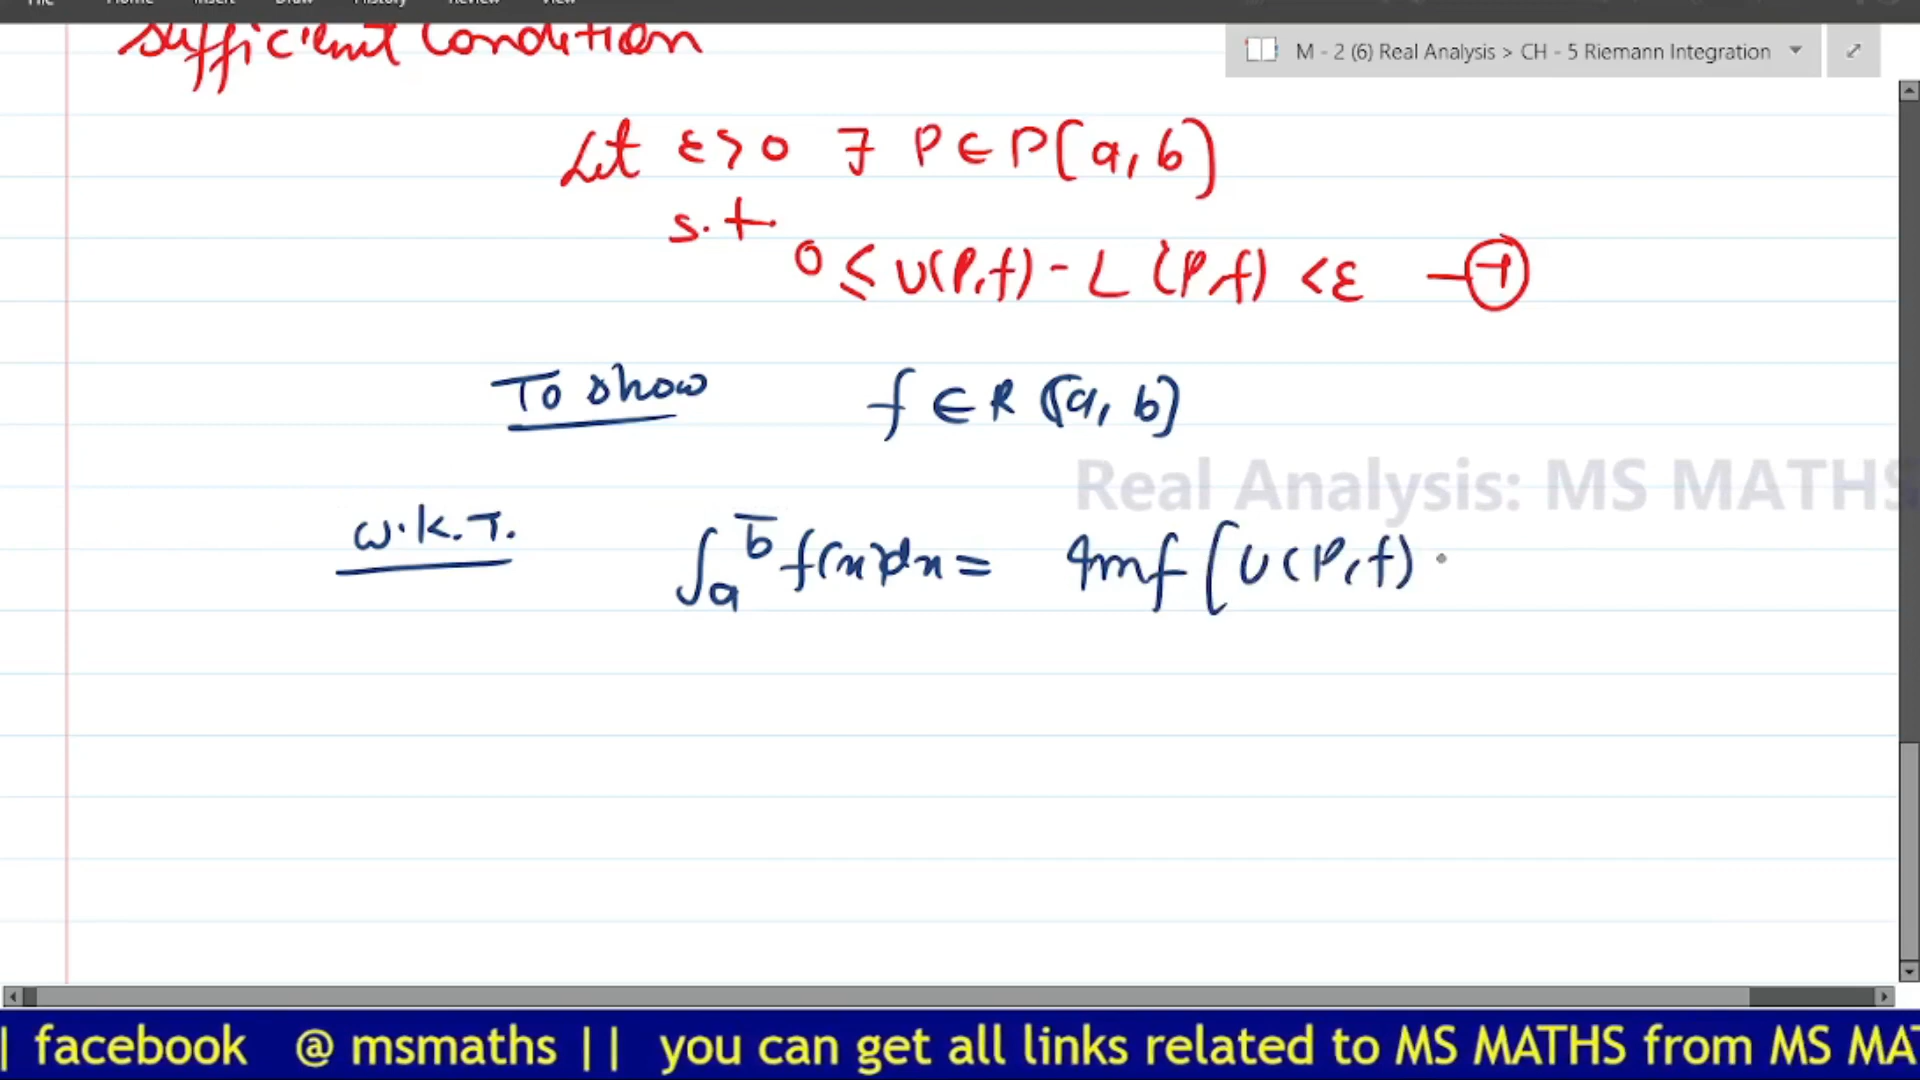 Sufficient Condition
M - 2 (6) Real Analysis > CH - 5 Riemann Integration
Let ε > 0 ∃ P ∈ P[a, b]
s.t
0 ≤ U(P, f) - L(P, f) < ε —①
To show f ∈ R [a, b]
Real Analysis: MS MATHS
w.k.T. ∫_a^b̅ f(x)dx = Inf [U(P, f)
| facebook @ msmaths || you can get all links related to MS MATHS from MS MA